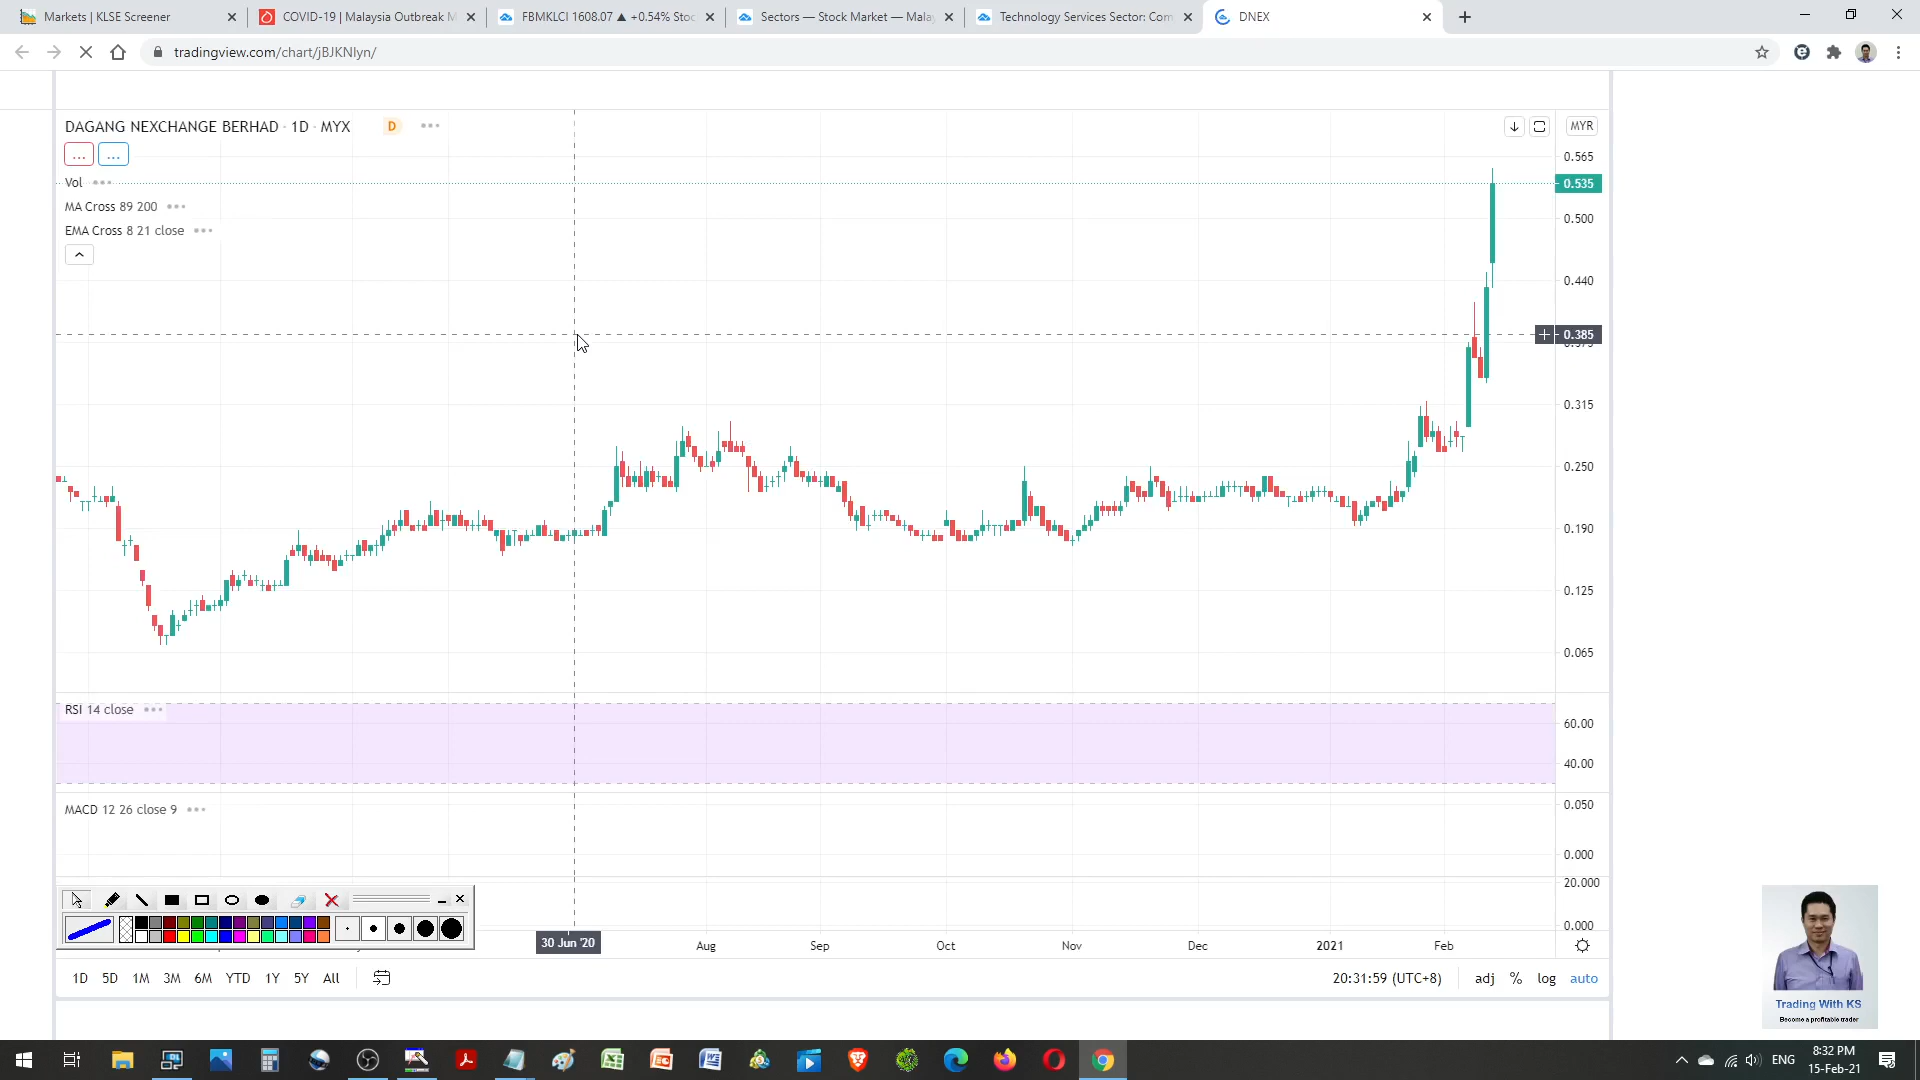 Markets | KLSE Screener
COVID-19 | Malaysia Outbreak M
FBMKLCI 1608.07 ▲ +0.54% Stoc
Sectors — Stock Market — Malay
Technology Services Sector: Com
DNEX
tradingview.com/chart/jBJKNIyn/
DAGANG NEXCHANGE BERHAD · 1D · MYX
D
MYR
Vol
MA Cross 89 200
EMA Cross 8 21 close
0.565
0.535
0.500
0.440
0.385
0.315
0.250
0.190
0.125
0.065
RSI 14 close
60.00
40.00
MACD 12 26 close 9
0.050
0.000
20.000
0.000
30 Jun '20
Aug
Sep
Oct
Nov
Dec
2021
Feb
1D 5D 1M 3M 6M YTD 1Y 5Y All
20:31:59 (UTC+8)
adj % log auto
Trading With KS
Become a profitable trader
ENG
8:32 PM
15-Feb-21